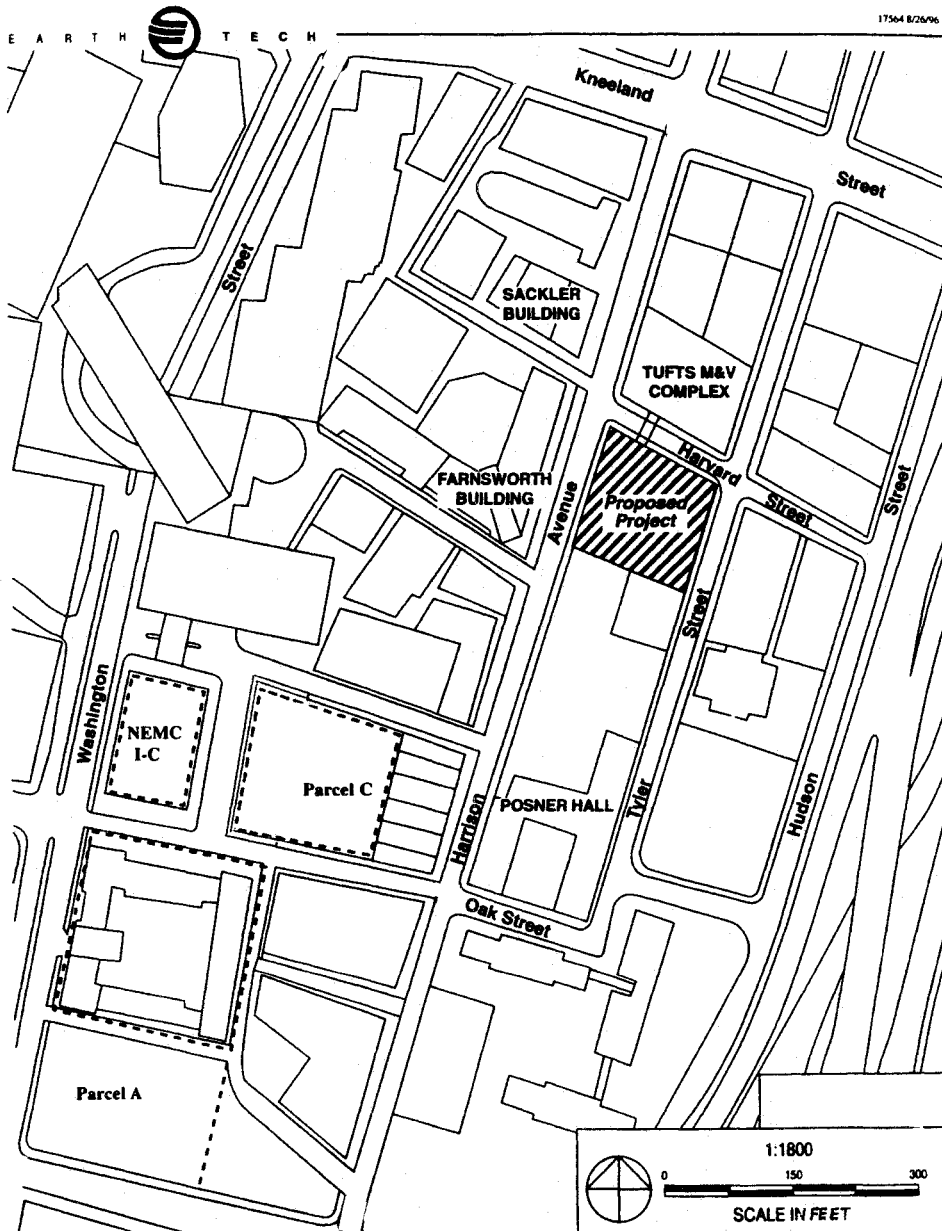 17564 8/26/96
EARTH TECH
Kneeland
Street
Street
SACKLER
BUILDING
TUFTS M&V
COMPLEX
Harvard
Street
Street
FARNSWORTH
BUILDING
Avenue
Proposed
Project
Street
Washington
NEMC
I-C
Parcel C
Harrison
POSNER HALL
Tyler
Hudson
Oak Street
Parcel A
1:1800
0 150 300
SCALE IN FEET